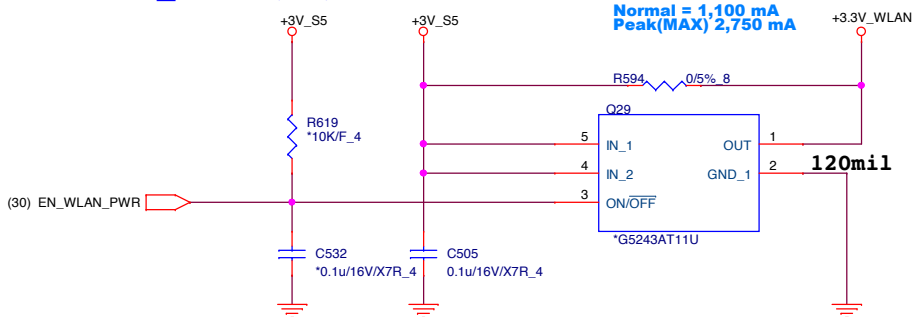 Normal = 1,100 mA
Peak(MAX) 2,750 mA
+3V_S5
+3V_S5
+3.3V_WLAN
R594
0/5%_8
Q29
R619
*10K/F_4
5
IN_1
OUT
1
4
IN_2
GND_1
2
120mil
3
ON/OFF
(30) EN_WLAN_PWR
*G5243AT11U
C532
*0.1u/16V/X7R_4
C505
0.1u/16V/X7R_4